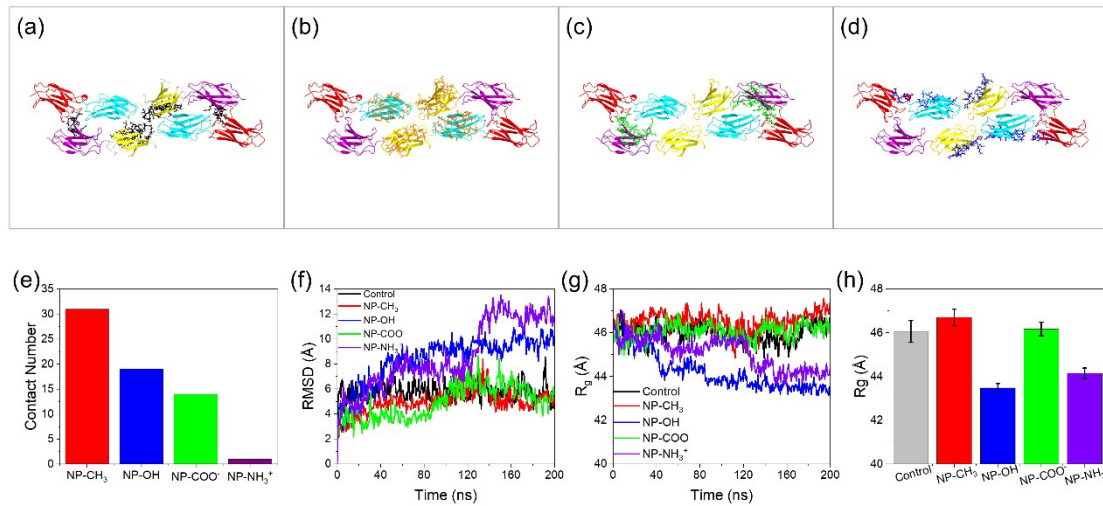 (a)
(b)
(c)
(d)
(e)
35
30
25
20
15
10
5
0
Contact Number
NP-CH₃
NP-OH
NP-COO⁻
NP-NH₃⁺
(f)
14
12
10
8
6
4
2
0
RMSD (Å)
Control
NP-CH₃
NP-OH
NP-COO⁻
NP-NH₃
0 40 80 120 160 200
Time (ns)
(g)
48
46
44
42
40
Rg (Å)
Control
NP-CH₃
NP-OH
NP-COO
NP-NH₃⁺
0 40 80 120 160 200
Time (ns)
(h)
48
46
44
42
40
Rg (Å)
Control
NP-CH₃
NP-OH
NP-COO⁻
NP-NH₃